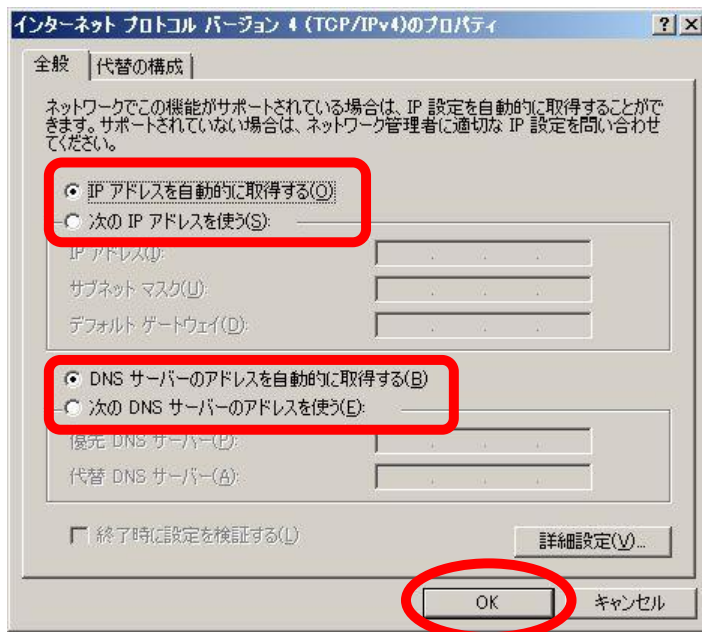 インターネット プロトコル バージョン 4 (TCP/IPv4)のプロパティ
全般
代替の構成
ネットワークでこの機能がサポートされている場合は、IP 設定を自動的に取得することがで
きます。サポートされていない場合は、ネットワーク管理者に適切な IP 設定を問い合わせ
てください。
IP アドレスを自動的に取得する(O)
次の IP アドレスを使う(S):
IP アドレス(I):
サブネット マスク(U):
デフォルト ゲートウェイ(D):
DNS サーバーのアドレスを自動的に取得する(B)
次の DNS サーバーのアドレスを使う(E):
優先 DNS サーバー(P):
代替 DNS サーバー(A):
終了時に設定を検証する(L)
詳細設定(V)...
OK
キャンセル